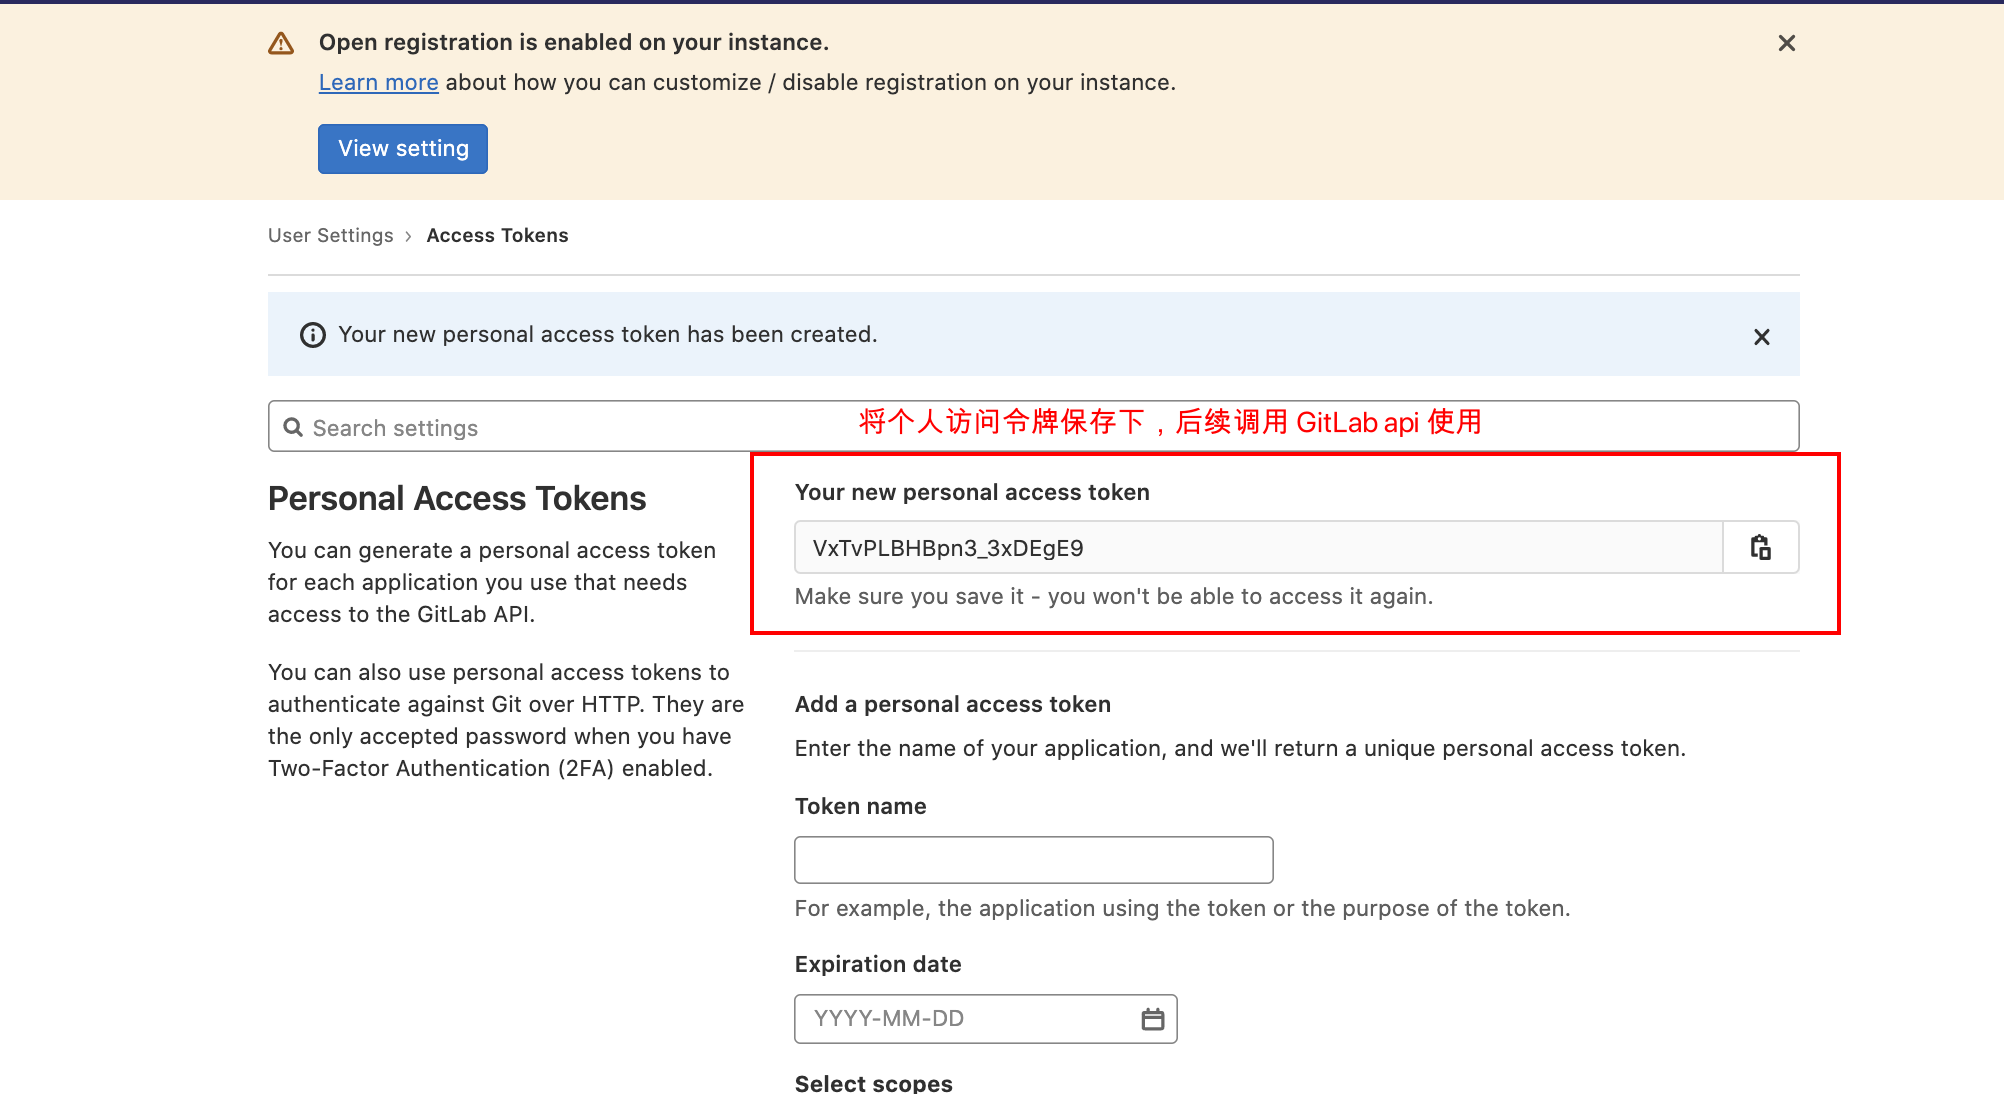 Open registration is enabled on your instance.
Learn more about how you can customize / disable registration on your instance.
View setting
User Settings › Access Tokens
Your new personal access token has been created.
Search settings
将个人访问令牌保存下，后续调用 GitLab api 使用
Personal Access Tokens
You can generate a personal access token
for each application you use that needs
access to the GitLab API.
You can also use personal access tokens to
authenticate against Git over HTTP. They are
the only accepted password when you have
Two-Factor Authentication (2FA) enabled.
Your new personal access token
VxTvPLBHBpn3_3xDEgE9
Make sure you save it - you won't be able to access it again.
Add a personal access token
Enter the name of your application, and we'll return a unique personal access token.
Token name
For example, the application using the token or the purpose of the token.
Expiration date
YYYY-MM-DD
Select scopes